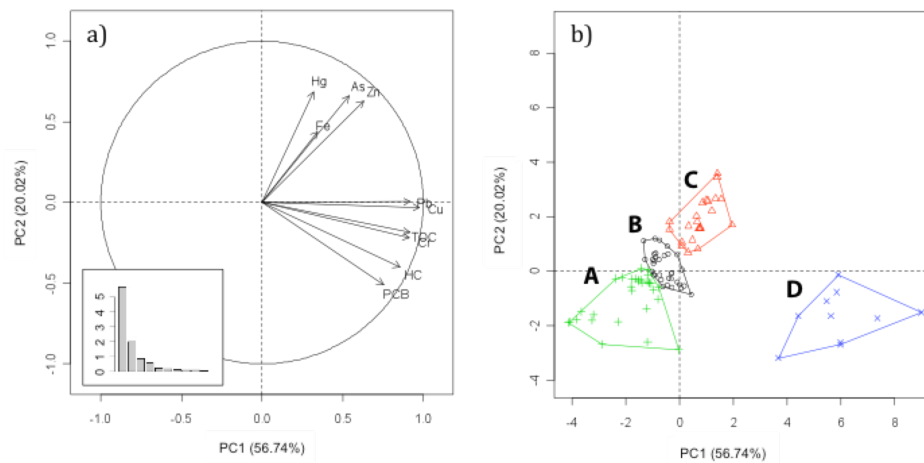 a)
1.0
0.5
0.0
-0.5
-1.0
PC2 (20.02%)
Hg
As
Zn
Fe
Pb
Cu
TOC
Cr
HC
PCB
5
4
3
2
1
0
-1.0
-0.5
0.0
0.5
1.0
PC1 (56.74%)
b)
8
6
4
2
0
-2
-4
PC2 (20.02%)
C
B
A
D
-4
-2
0
2
4
6
8
PC1 (56.74%)